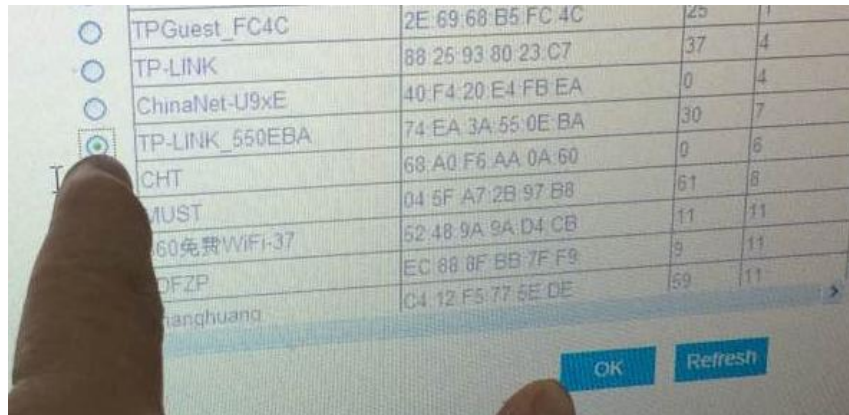 TPGuest_FC4C 2E:69:68:B5:FC:4C 25 1
TP-LINK 88:25:93:80:23:C7 37 4
ChinaNet-U9xE 40:F4:20:E4:FB:EA 0 4
TP-LINK_550EBA 74:EA:3A:55:0E:BA 30 7
CHT 68:A0:F6:AA:0A:60 0 6
MUST 04:5F:A7:2B:97:B8 61 8
60免费WiFi-37 52:48:9A:9A:D4:CB 11 11
EC:88:8F:BB:7F:F9 9 11
C4:12:F5:77:5E:DE 59 11
OK Refresh